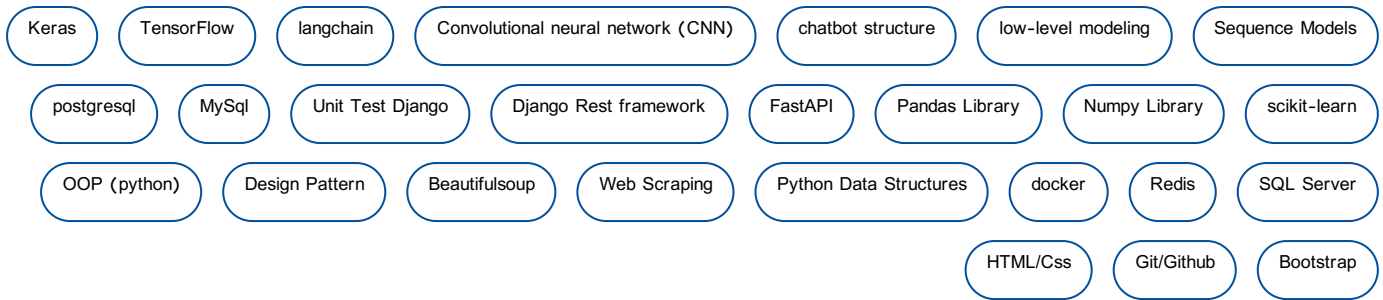 Keras TensorFlow langchain Convolutional neural network (CNN) chatbot structure low-level modeling Sequence Models
postgresql MySql Unit Test Django Django Rest framework FastAPI Pandas Library Numpy Library scikit-learn
OOP (python) Design Pattern Beautifulsoup Web Scraping Python Data Structures docker Redis SQL Server
HTML/Css Git/Github Bootstrap